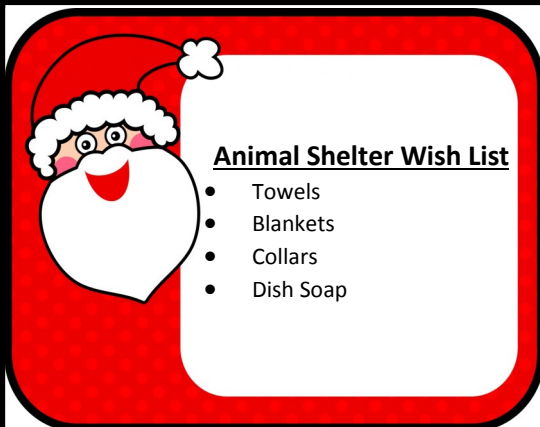 Animal Shelter Wish List
• Towels
• Blankets
• Collars
• Dish Soap